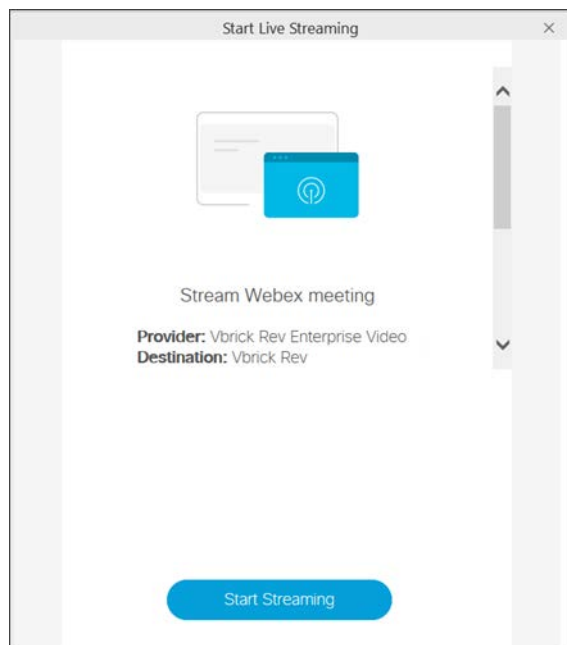 Start Live Streaming
Stream Webex meeting
Provider: Vbrick Rev Enterprise Video
Destination: Vbrick Rev
Start Streaming